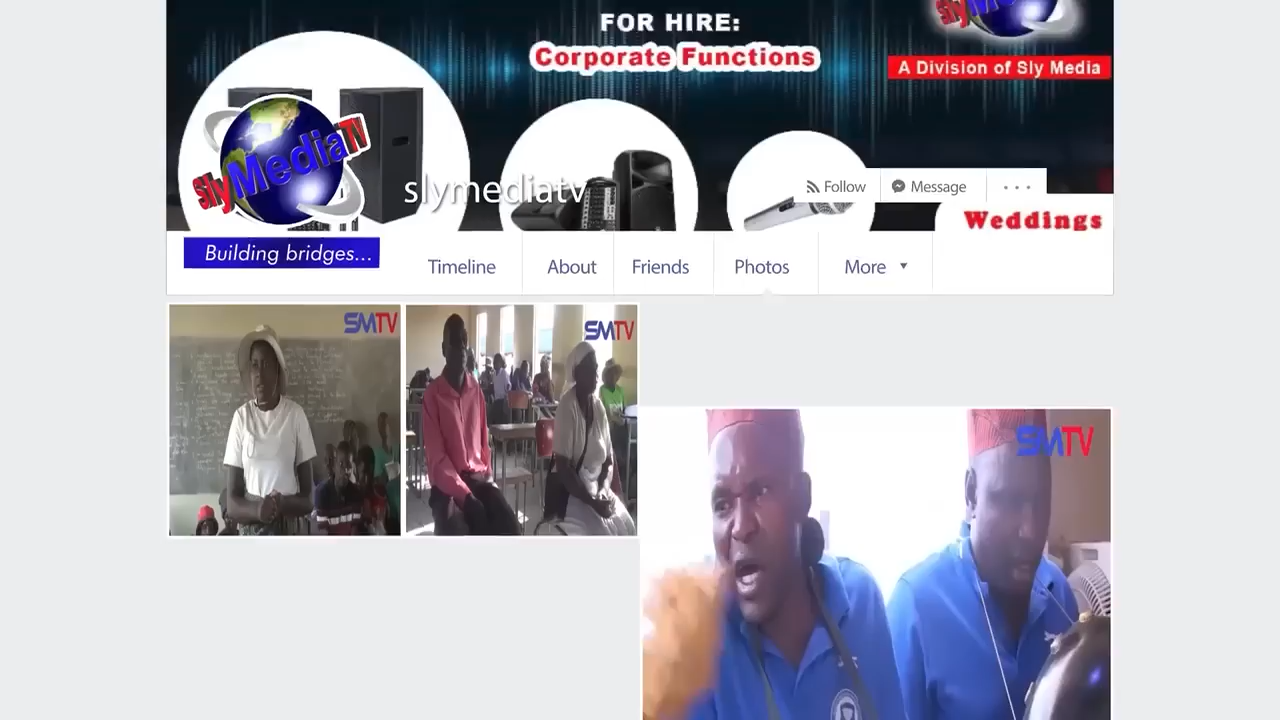 FOR HIRE:
Corporate Functions
A Division of Sly Media
SlyMediaTV
slymediatv
Follow
Message
Weddings
Building bridges...
Timeline
About
Friends
Photos
More
SMTV
SMTV
SMTV